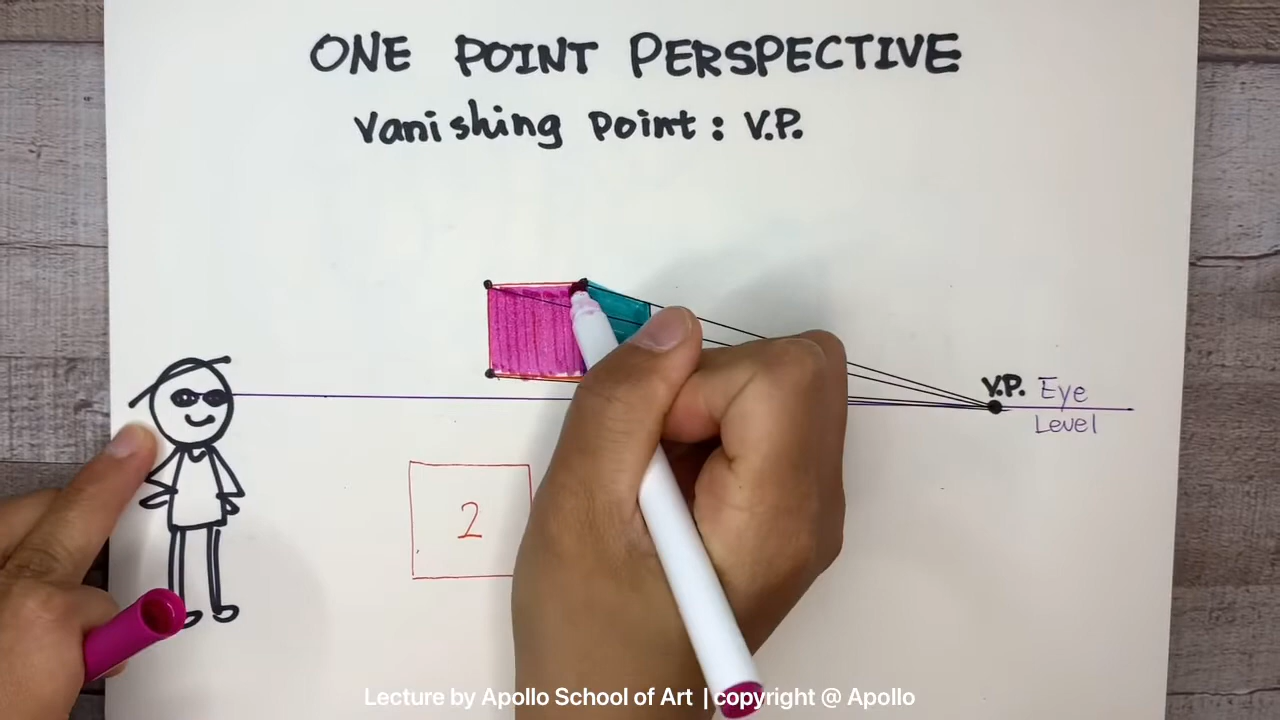 ONE POINT PERSPECTIVE
Vanishing Point : V.P.
V.P. Eye
Level
2
Lecture by Apollo School of Art | copyright @ Apollo